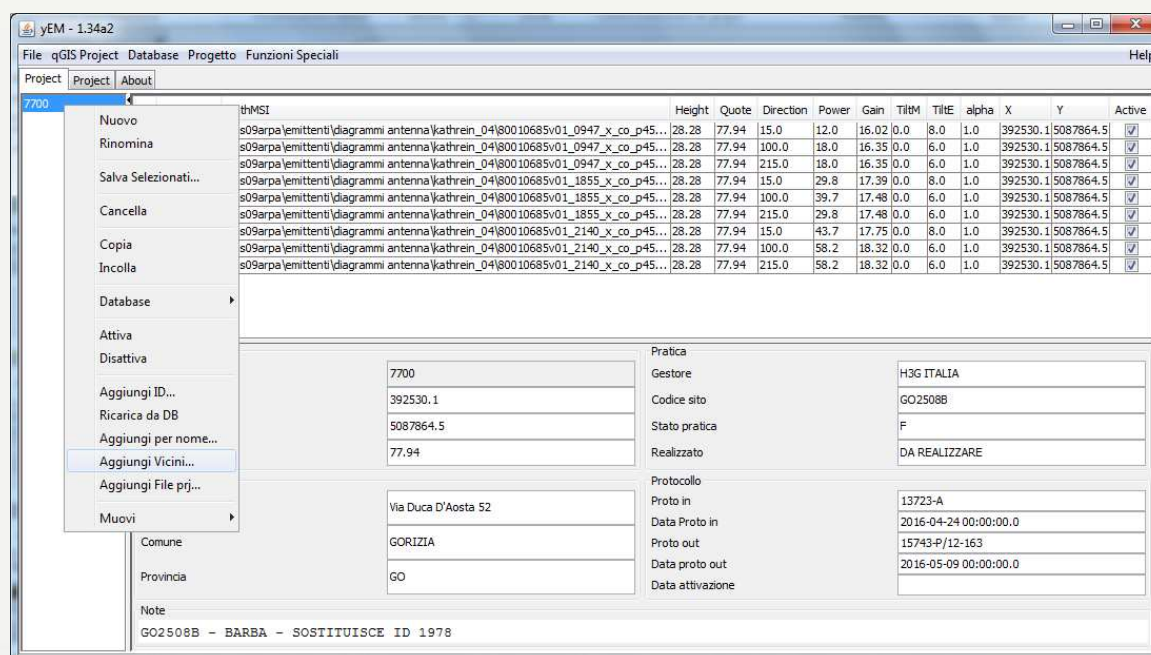 yEM - 1.34a2
File qGIS Project Database Progetto Funzioni Speciali Help
Project Project About
7700
thMSI Height Quote Direction Power Gain TiltM TiltE alpha X Y Active
s09arpa\emittenti\diagrammi antenna\kathrein_04\80010685v01_0947_x_co_p45... 28.28 77.94 15.0 12.0 16.02 0.0 8.0 1.0 392530.1 5087864.5
s09arpa\emittenti\diagrammi antenna\kathrein_04\80010685v01_0947_x_co_p45... 28.28 77.94 100.0 18.0 16.35 0.0 6.0 1.0 392530.1 5087864.5
s09arpa\emittenti\diagrammi antenna\kathrein_04\80010685v01_0947_x_co_p45... 28.28 77.94 215.0 18.0 16.35 0.0 6.0 1.0 392530.1 5087864.5
s09arpa\emittenti\diagrammi antenna\kathrein_04\80010685v01_1855_x_co_p45... 28.28 77.94 15.0 29.8 17.39 0.0 8.0 1.0 392530.1 5087864.5
s09arpa\emittenti\diagrammi antenna\kathrein_04\80010685v01_1855_x_co_p45... 28.28 77.94 100.0 39.7 17.48 0.0 6.0 1.0 392530.1 5087864.5
s09arpa\emittenti\diagrammi antenna\kathrein_04\80010685v01_1855_x_co_p45... 28.28 77.94 215.0 29.8 17.48 0.0 6.0 1.0 392530.1 5087864.5
s09arpa\emittenti\diagrammi antenna\kathrein_04\80010685v01_2140_x_co_p45... 28.28 77.94 15.0 43.7 17.75 0.0 8.0 1.0 392530.1 5087864.5
s09arpa\emittenti\diagrammi antenna\kathrein_04\80010685v01_2140_x_co_p45... 28.28 77.94 100.0 58.2 18.32 0.0 6.0 1.0 392530.1 5087864.5
s09arpa\emittenti\diagrammi antenna\kathrein_04\80010685v01_2140_x_co_p45... 28.28 77.94 215.0 58.2 18.32 0.0 6.0 1.0 392530.1 5087864.5
Nuovo
Rinomina
Salva Selezionati...
Cancella
Copia
Incolla
Database
Attiva
Disattiva
Aggiungi ID...
Ricarica da DB
Aggiungi per nome...
Aggiungi Vicini...
Aggiungi File prj...
Muovi
7700
392530.1
5087864.5
77.94
Via Duca D'Aosta 52
Comune GORIZIA
Provincia GO
Pratica
Gestore H3G ITALIA
Codice sito GO2508B
Stato pratica F
Realizzato DA REALIZZARE
Protocollo
Proto in 13723-A
Data Proto in 2016-04-24 00:00:00.0
Proto out 15743-P/12-163
Data proto out 2016-05-09 00:00:00.0
Data attivazione
Note
GO2508B - BARBA - SOSTITUISCE ID 1978